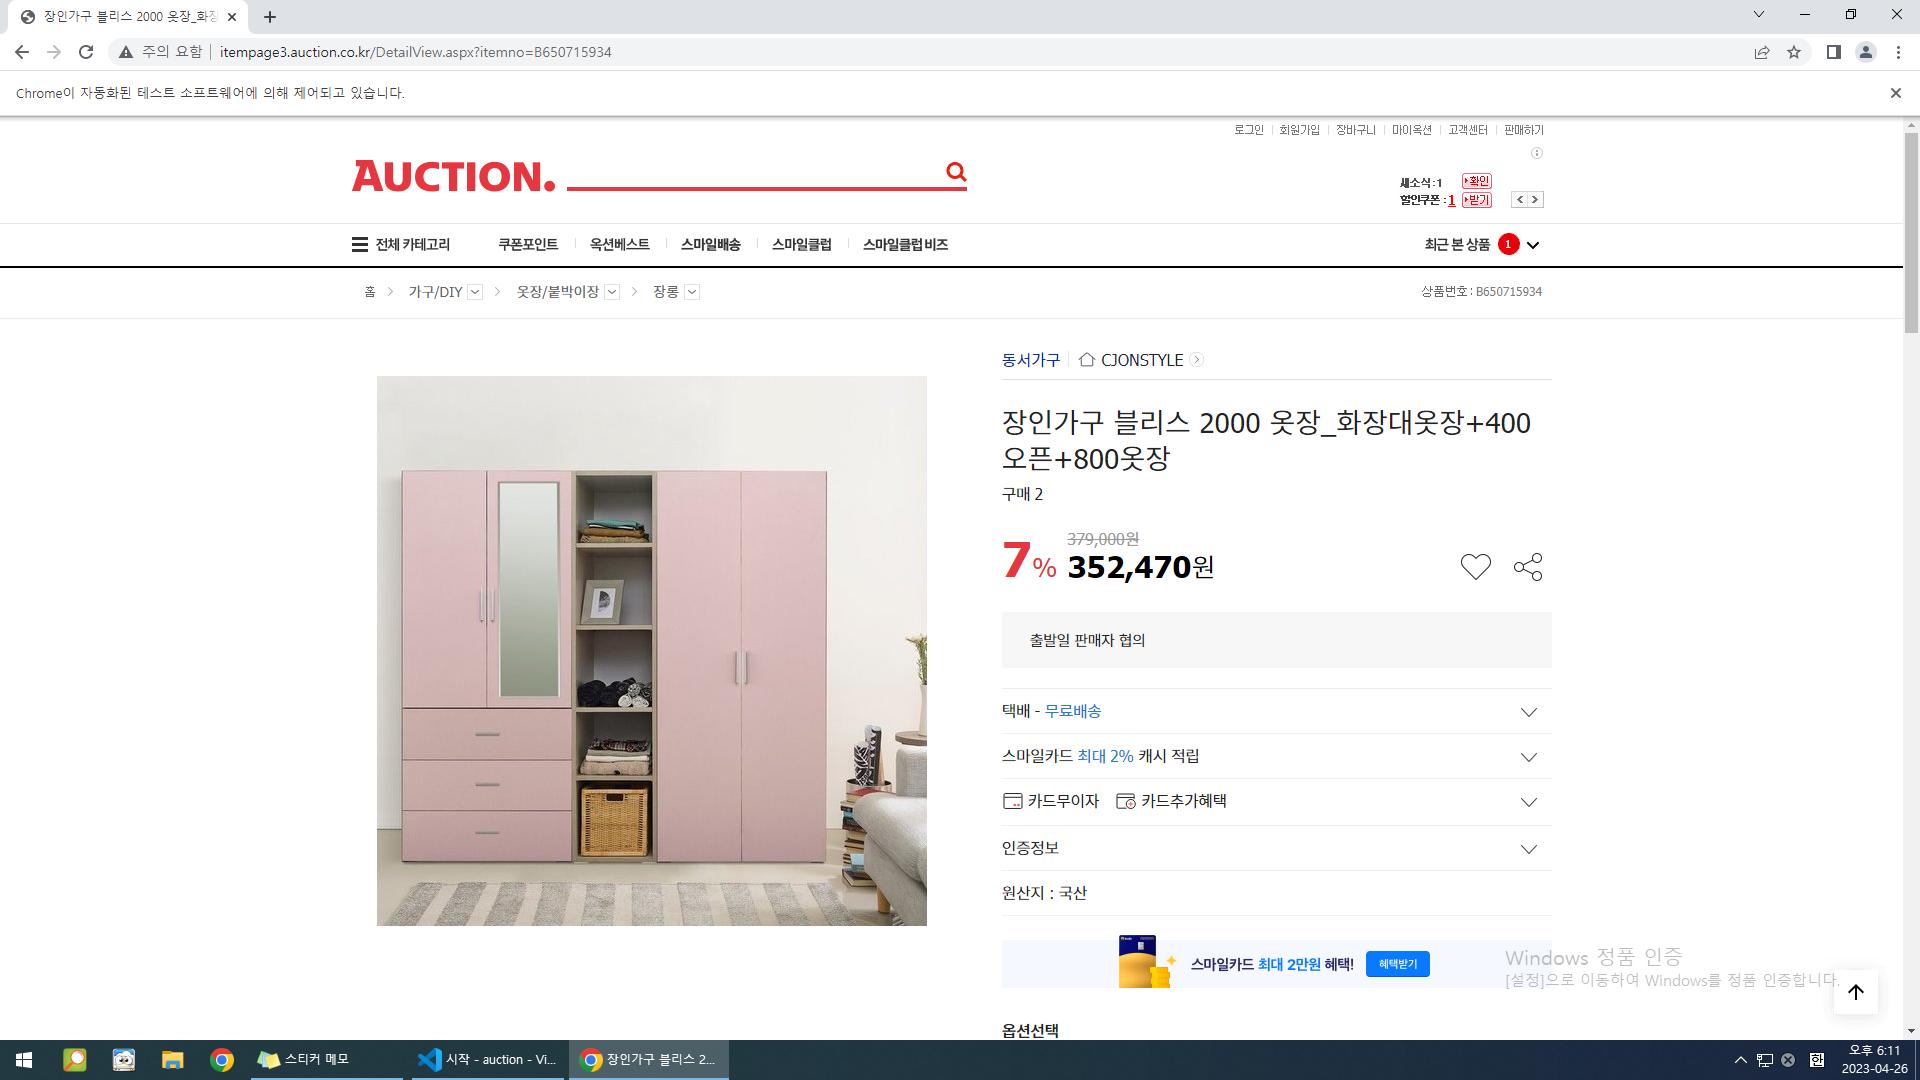 장인가구 블리스 2000 옷장_화장
주의 요함
itempage3.auction.co.kr/DetailView.aspx?itemno=B650715934
Chrome이 자동화된 테스트 소프트웨어에 의해 제어되고 있습니다.
로그인 회원가입 장바구니 마이옥션 고객센터 판매하기
AUCTION.
새소식:1 확인
할인쿠폰:1 받기
전체 카테고리 쿠폰포인트 옥션베스트 스마일배송 스마일클럽 스마일클럽 비즈 최근 본 상품 1
홈 > 가구/DIY > 옷장/붙박이장 > 장롱 상품번호 : B650715934
동서가구 CJONSTYLE
장인가구 블리스 2000 옷장_화장대옷장+400
오픈+800옷장
구매 2
379,000원
7% 352,470원
출발일 판매자 협의
택배 - 무료배송
스마일카드 최대 2% 캐시 적립
카드무이자 카드추가혜택
인증정보
원산지 : 국산
스마일카드 최대 2만원 혜택! 혜택받기
Windows 정품 인증
[설정]으로 이동하여 Windows를 정품 인증합니다.
옵션선택
스티커 메모
시작 - auction - Vi...
장인가구 블리스 2...
한
오후 6:11
2023-04-26